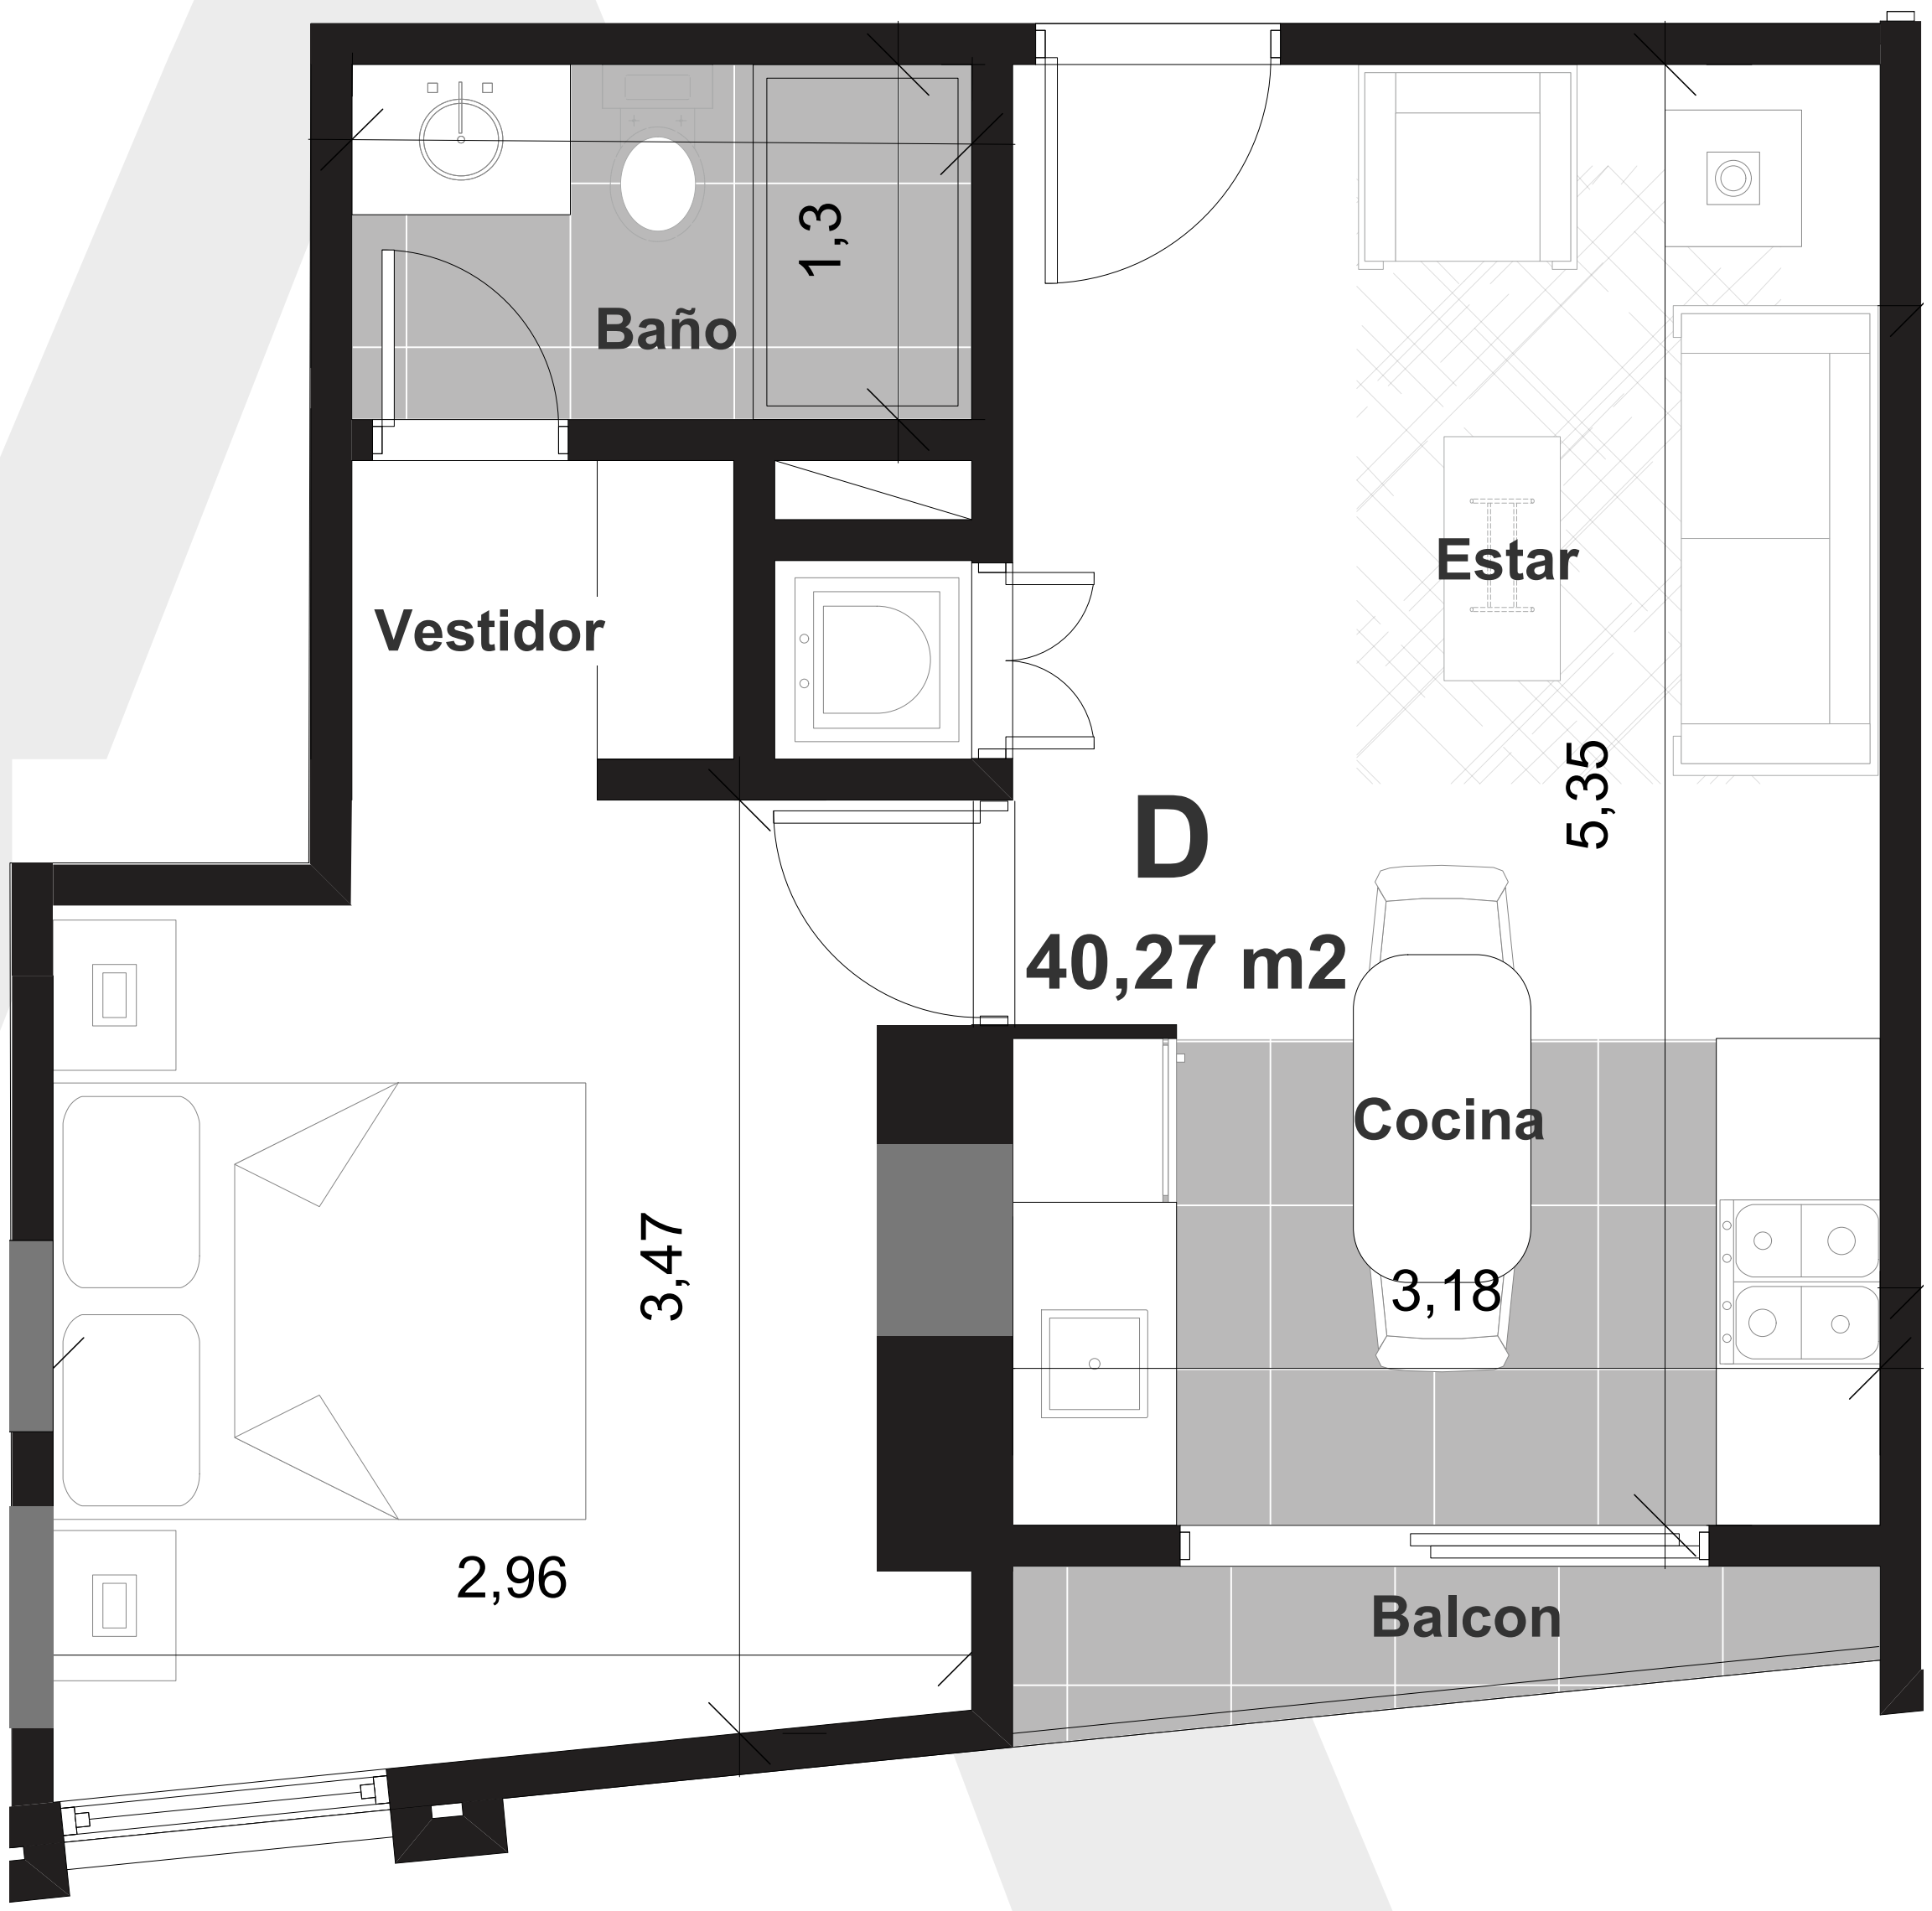 1,3
Baño
Estar
Vestidor
5,35
D
40,27 m2
Cocina
3,47
3,18
2,96
Balcon